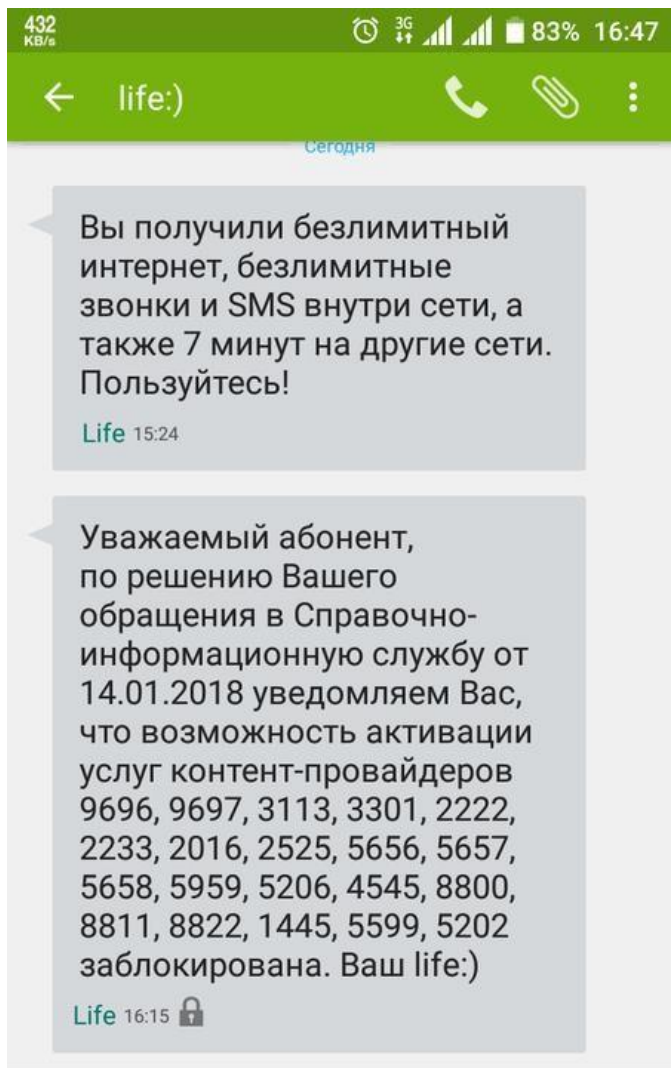 432
KB/s
3G
83% 16:47
life:)
Сегодня
Вы получили безлимитный
интернет, безлимитные
звонки и SMS внутри сети, а
также 7 минут на другие сети.
Пользуйтесь!
Life 15:24
Уважаемый абонент,
по решению Вашего
обращения в Справочно-
информационную службу от
14.01.2018 уведомляем Вас,
что возможность активации
услуг контент-провайдеров
9696, 9697, 3113, 3301, 2222,
2233, 2016, 2525, 5656, 5657,
5658, 5959, 5206, 4545, 8800,
8811, 8822, 1445, 5599, 5202
заблокирована. Ваш life:)
Life 16:15